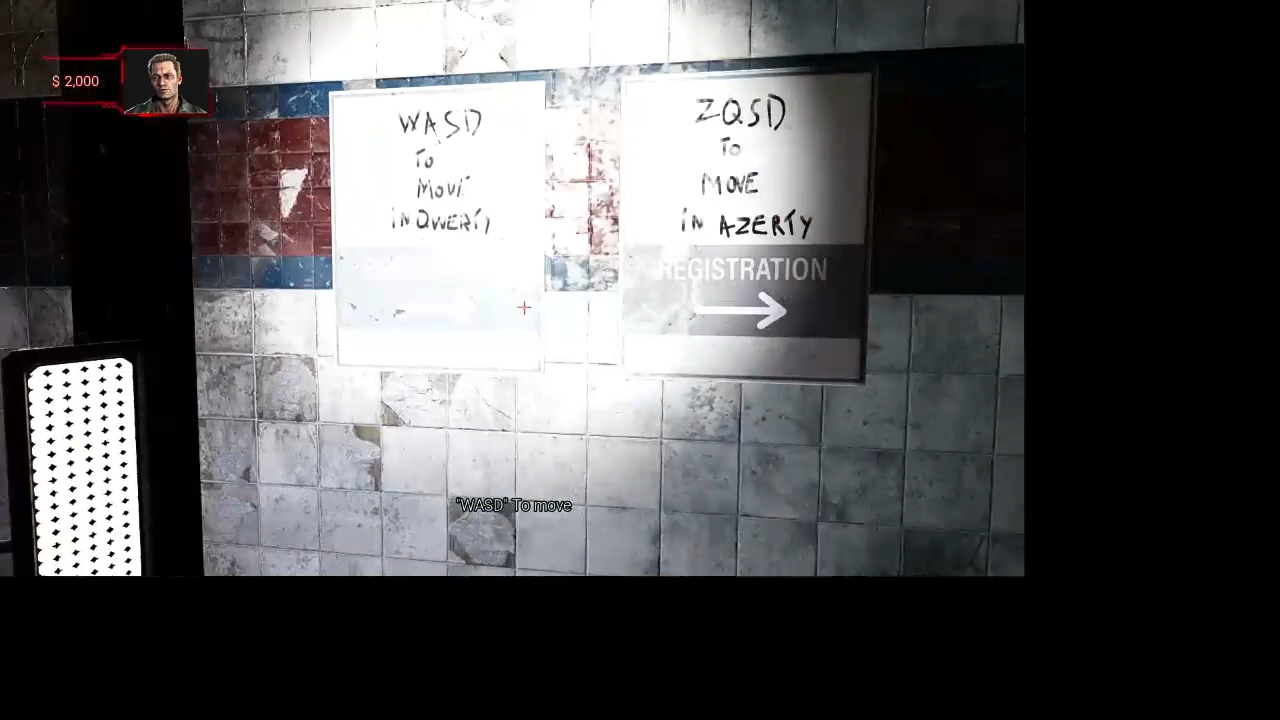 $ 2,000
WASD
TO
MOVE
IN QWERTY
ZQSD
TO
MOVE
IN AZERTY
REGISTRATION
"WASD" To move